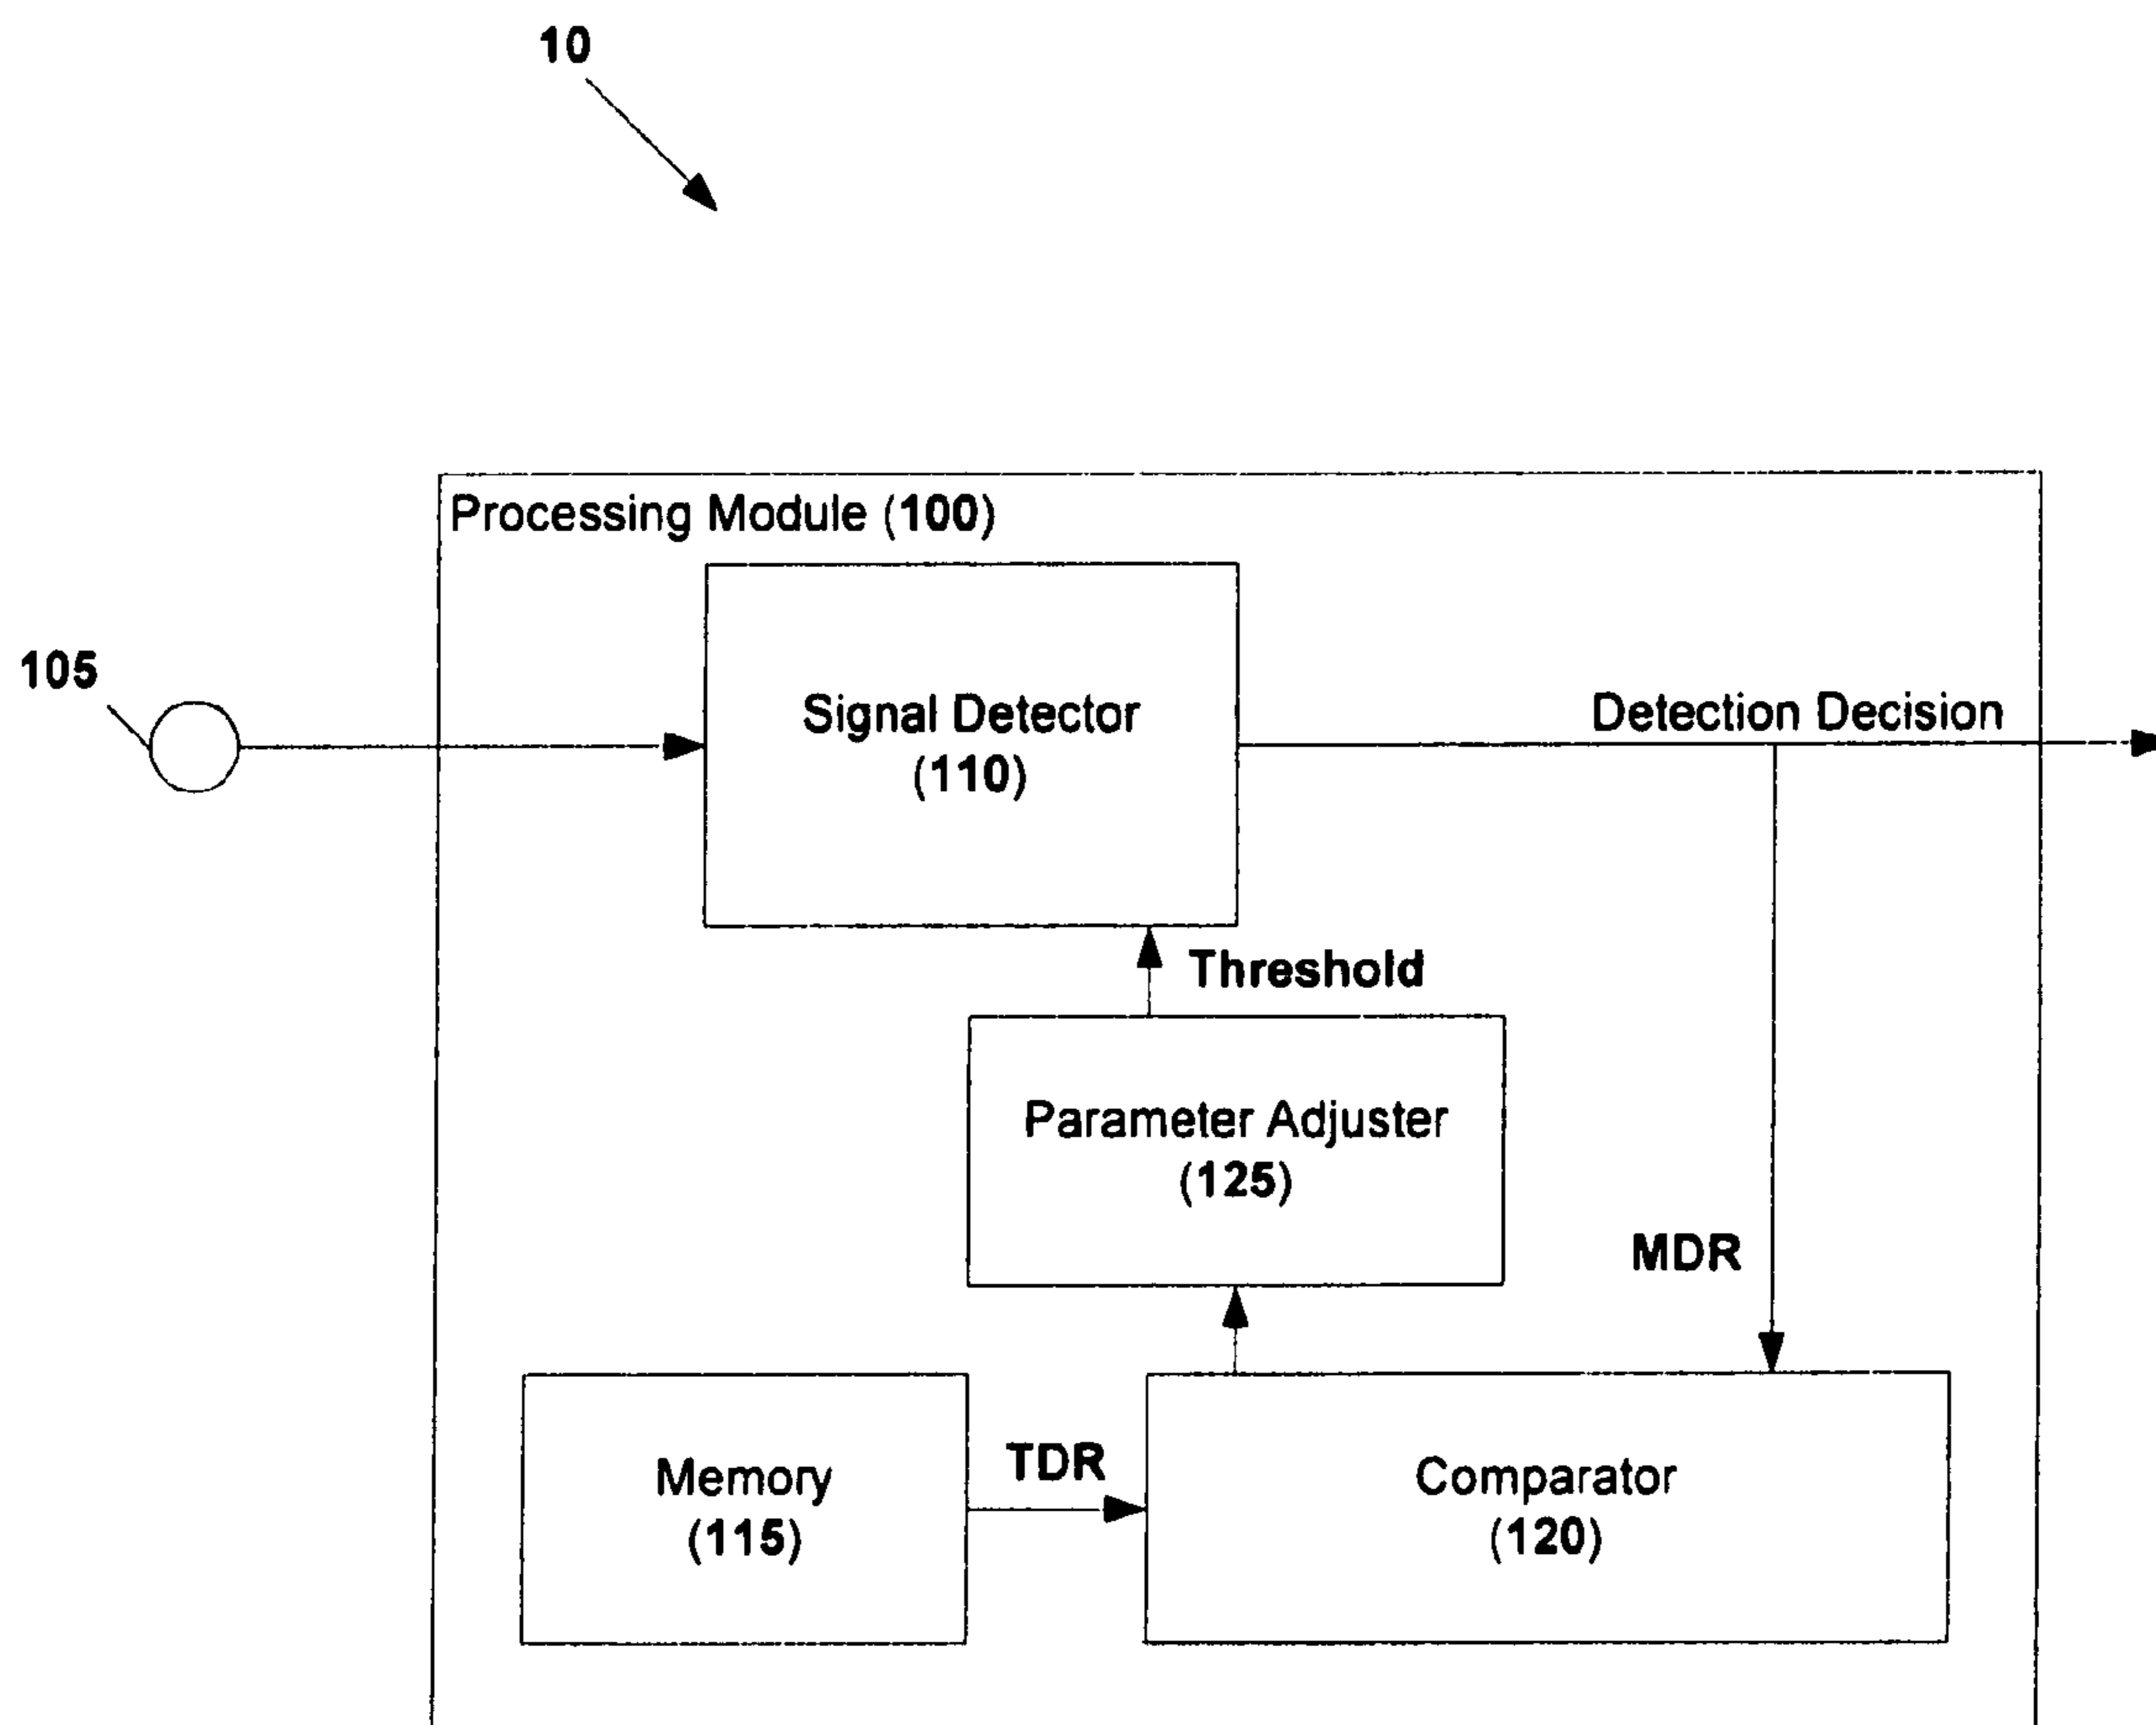 10
Processing Module (100)
105
Signal Detector
(110)
Detection Decision
Threshold
Parameter Adjuster
(125)
MDR
Memory
(115)
TDR
Comparator
(120)